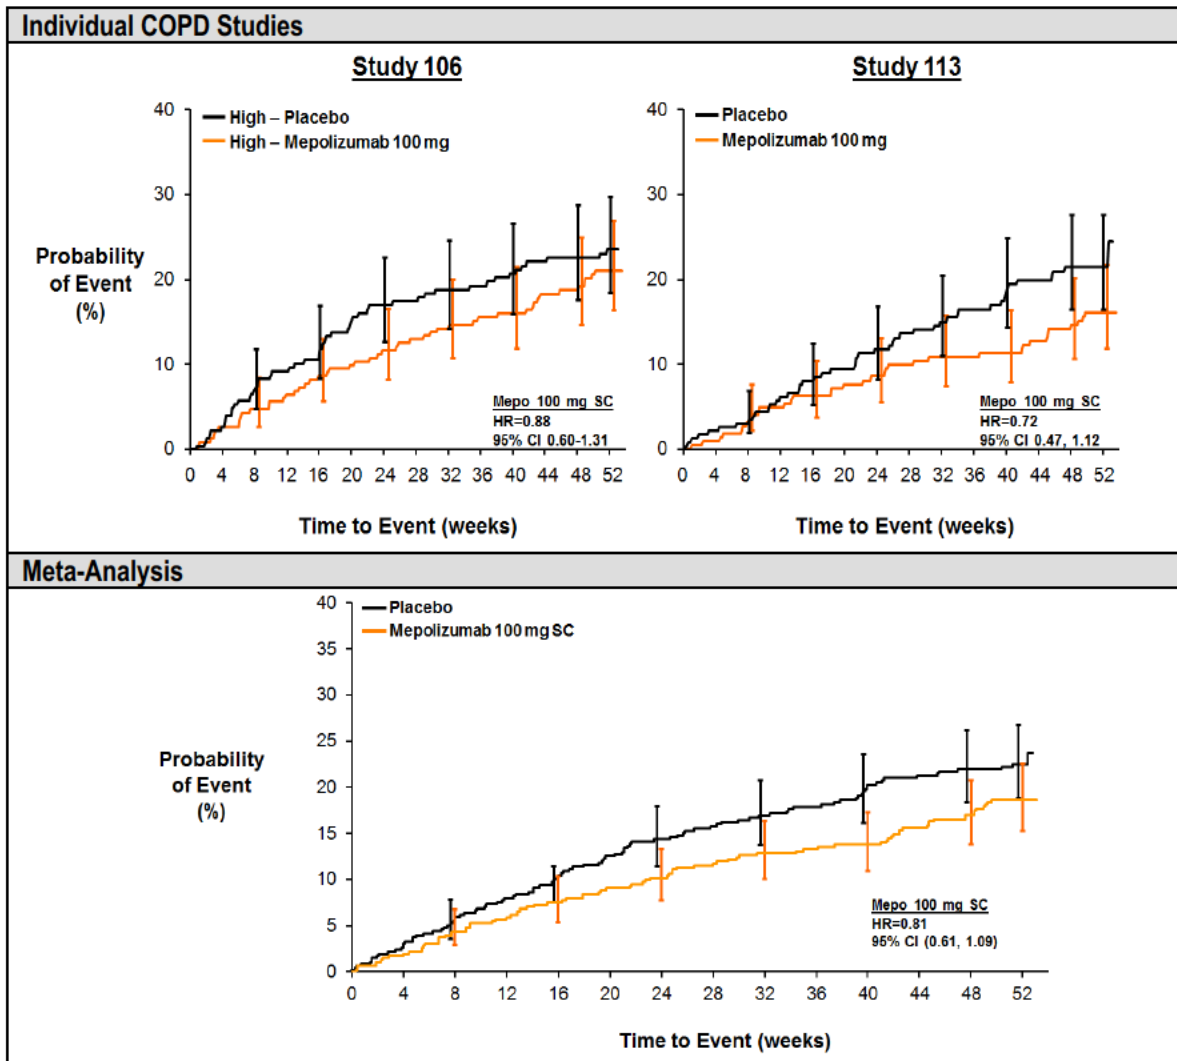 Individual COPD Studies
Study 106
40
30
20
10
0
High – Placebo
High – Mepolizumab 100 mg
Probability
of Event
(%)
Mepo 100 mg SC
HR=0.88
95% CI 0.60-1.31
0 4 8 12 16 20 24 28 32 36 40 44 48 52
Time to Event (weeks)
Study 113
40
30
20
10
0
Placebo
Mepolizumab 100 mg
Mepo 100 mg SC
HR=0.72
95% CI 0.47, 1.12
0 4 8 12 16 20 24 28 32 36 40 44 48 52
Time to Event (weeks)
Meta-Analysis
40
35
30
25
20
15
10
5
0
Placebo
Mepolizumab 100 mg SC
Probability
of Event
(%)
Mepo 100 mg SC
HR=0.81
95% CI (0.61, 1.09)
0 4 8 12 16 20 24 28 32 36 40 44 48 52
Time to Event (weeks)